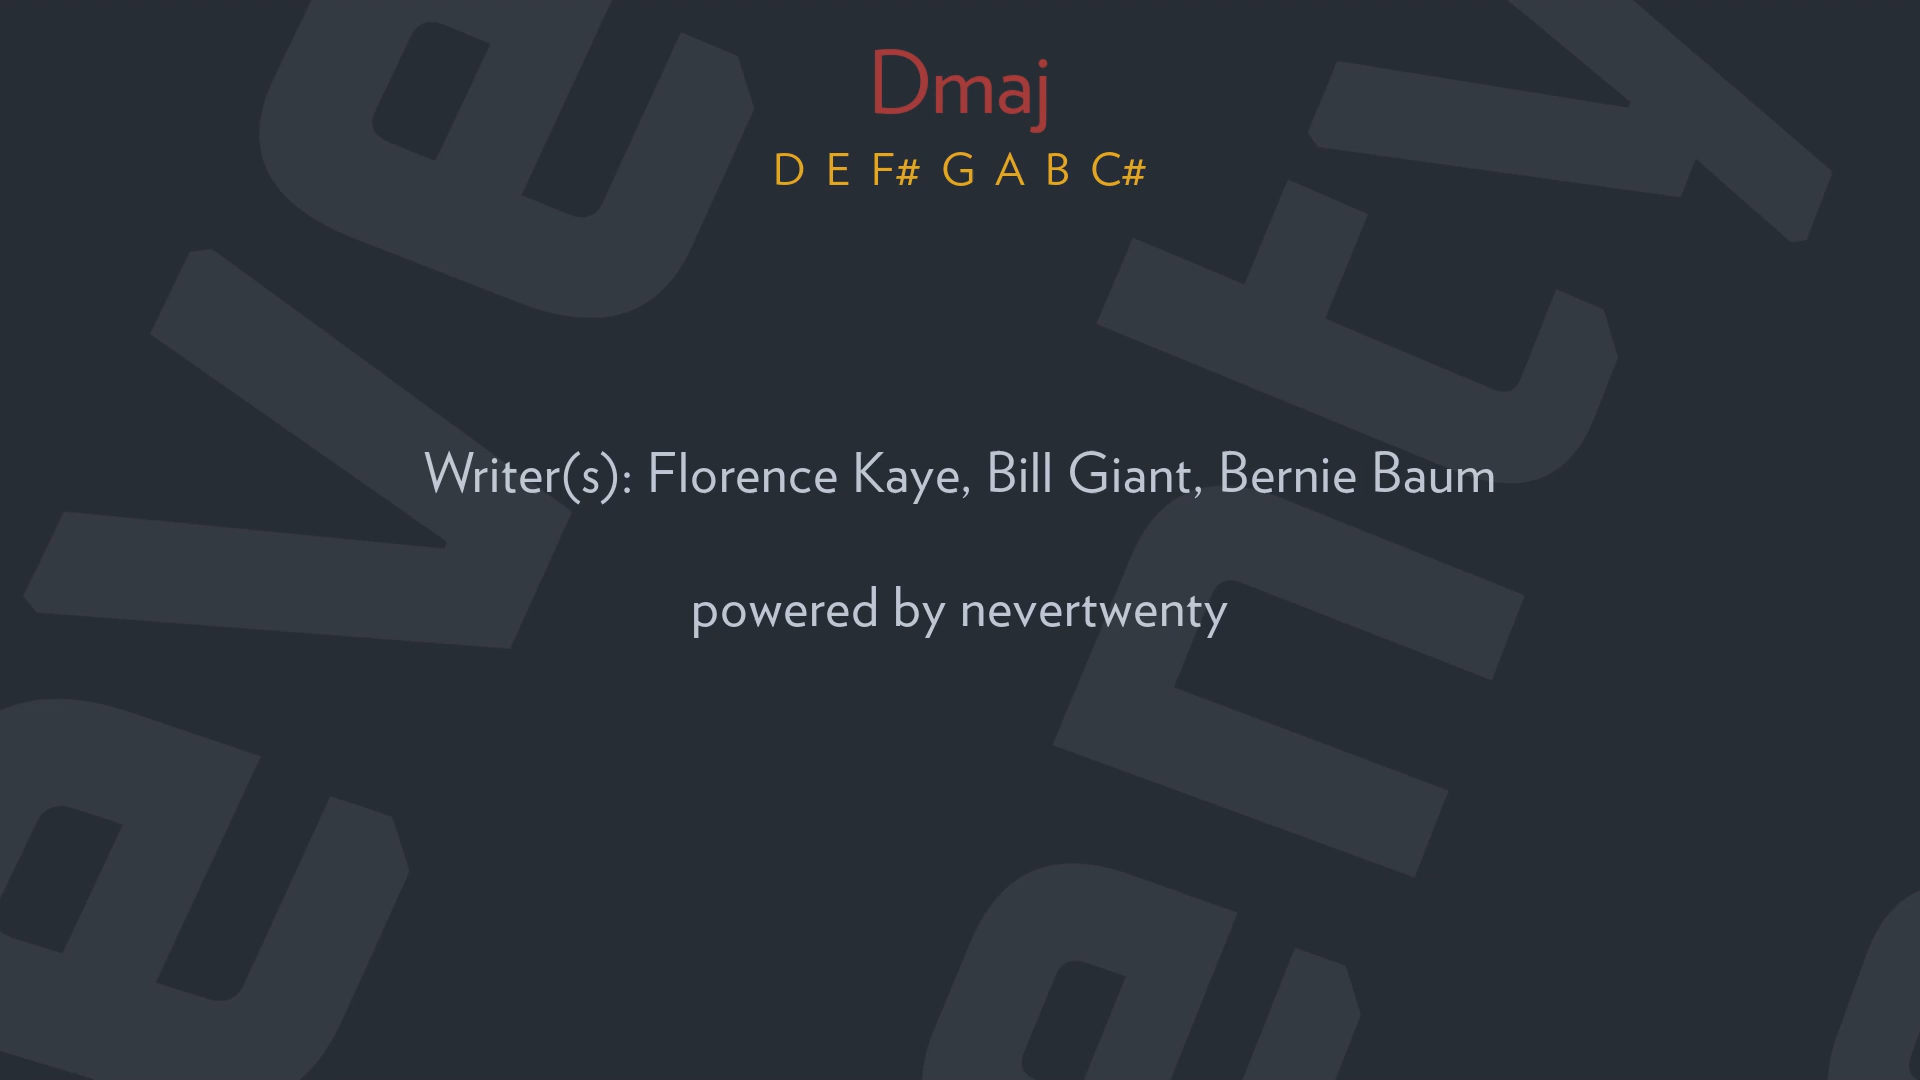 Dmaj
D E F# G A B C#
Writer(s): Florence Kaye, Bill Giant, Bernie Baum
powered by nevertwenty